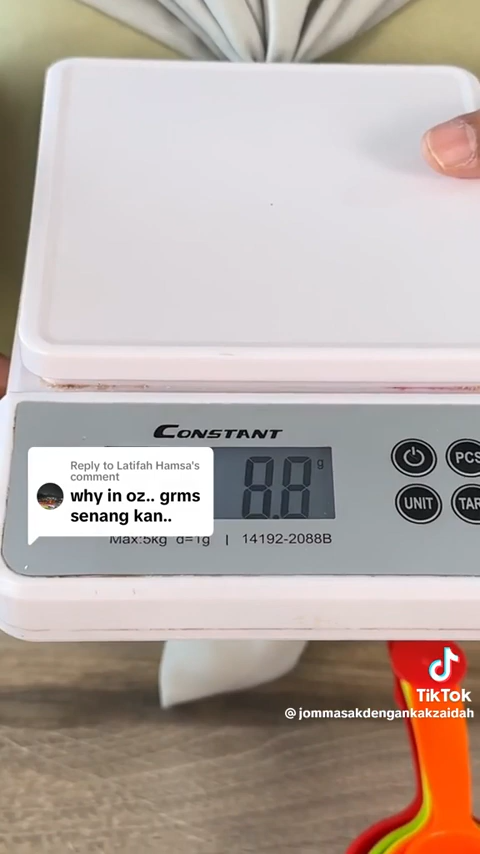 CONSTANT
Reply to Latifah Hamsa's
comment
why in oz.. grms
senang kan..
8.8. g
Max:5kg d=1g | 14192-2088B
PCS
UNIT
TAR
TikTok
@jommasakdengankakzaidah